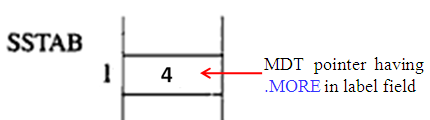 SSTAB
1 4 MDT pointer having
.MORE in label field